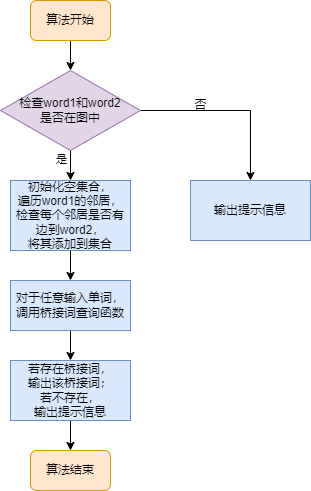 算法开始
检查word1和word2
是否在图中
否
是
初始化空集合，
遍历word1的邻居，
检查每个邻居是否有
边到word2，
将其添加到集合
输出提示信息
对于任意输入单词，
调用桥接词查询函数
若存在桥接词，
输出该桥接词；
若不存在，
输出提示信息
算法结束